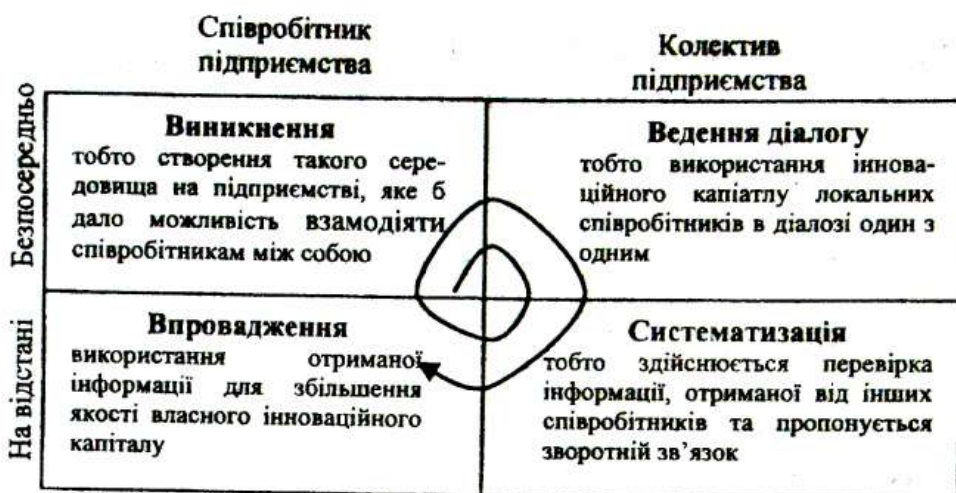 Співробітник
підприємства
Колектив
підприємства
Безпосередньо
Виникнення
тобто створення такого сере-
довища на підприємстві, яке б
дало можливість взамодіяти
співробітникам між собою
Ведення діалогу
тобто використання іннова-
ційного капіатлу локальних
співробітників в діалозі один з
одним
На відстані
Впровадження
використання отриманої
інформації для збільшення
якості власного інноваційного
капіталу
Систематизація
тобто здійснюється перевірка
інформації, отриманої від інших
співробітників та пропонується
зворотній зв’язок